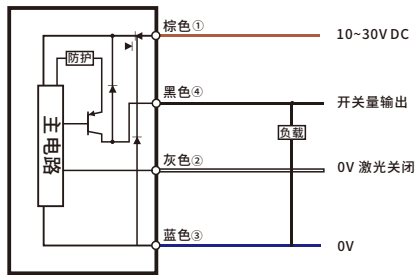 棕色① 10~30V DC
防护
黑色④ 开关量输出
主电路
负载
灰色② 0V 激光关闭
蓝色③ 0V